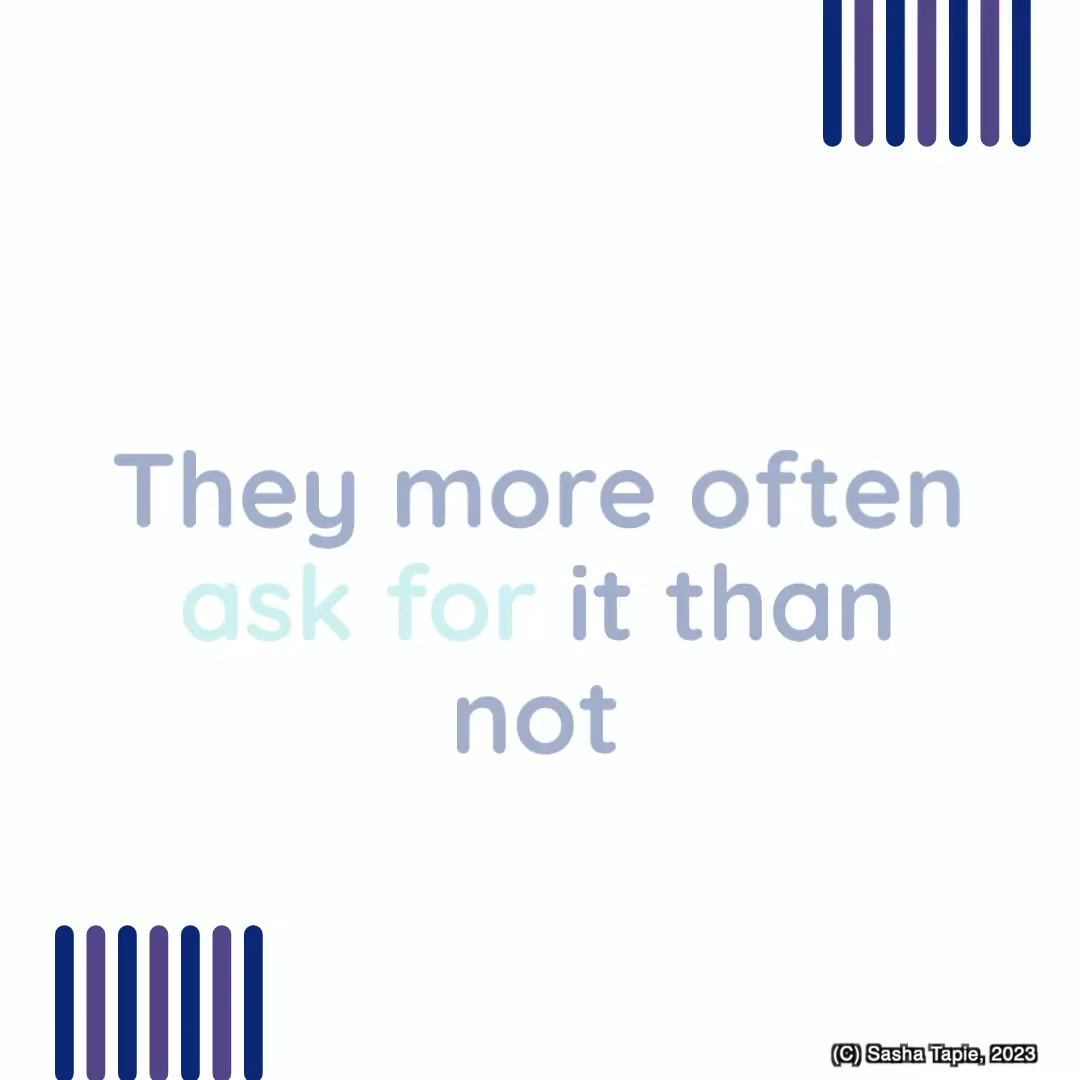 They more often
ask for it than
not
(C) Sasha Tapie, 2023